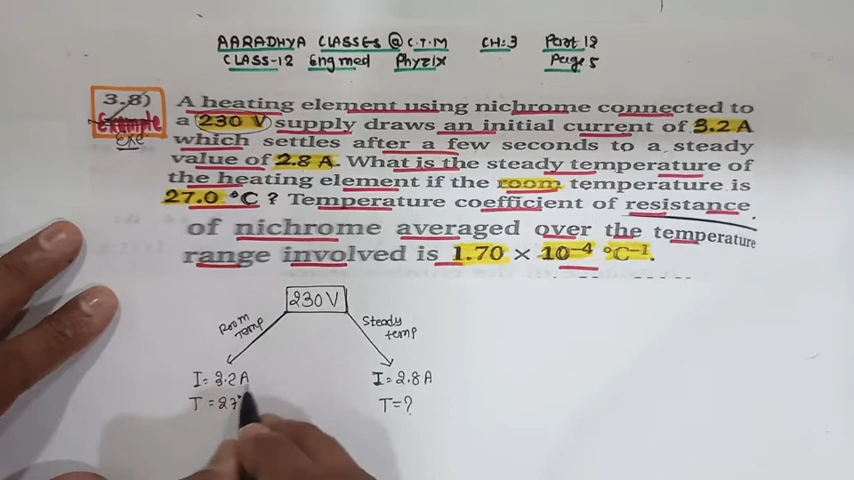 AARADHYA CLASSES @ C.T.M CH:3 Part 12
CLASS-12 Eng med Phyzix Page 5
3.8)
Example
Exe
A heating element using nichrome connected to
a 230 V supply draws an initial current of 3.2 A
which settles after a few seconds to a steady
value of 2.8 A. What is the steady temperature of
the heating element if the room temperature is
27.0 °C ? Temperature coefficient of resistance
of nichrome averaged over the temperature
range involved is 1.70 × 10⁻⁴ °C⁻¹.
230V
Room temp
Steady temp
I = 3.2 A
I = 2.8 A
T = 27°
T = ?